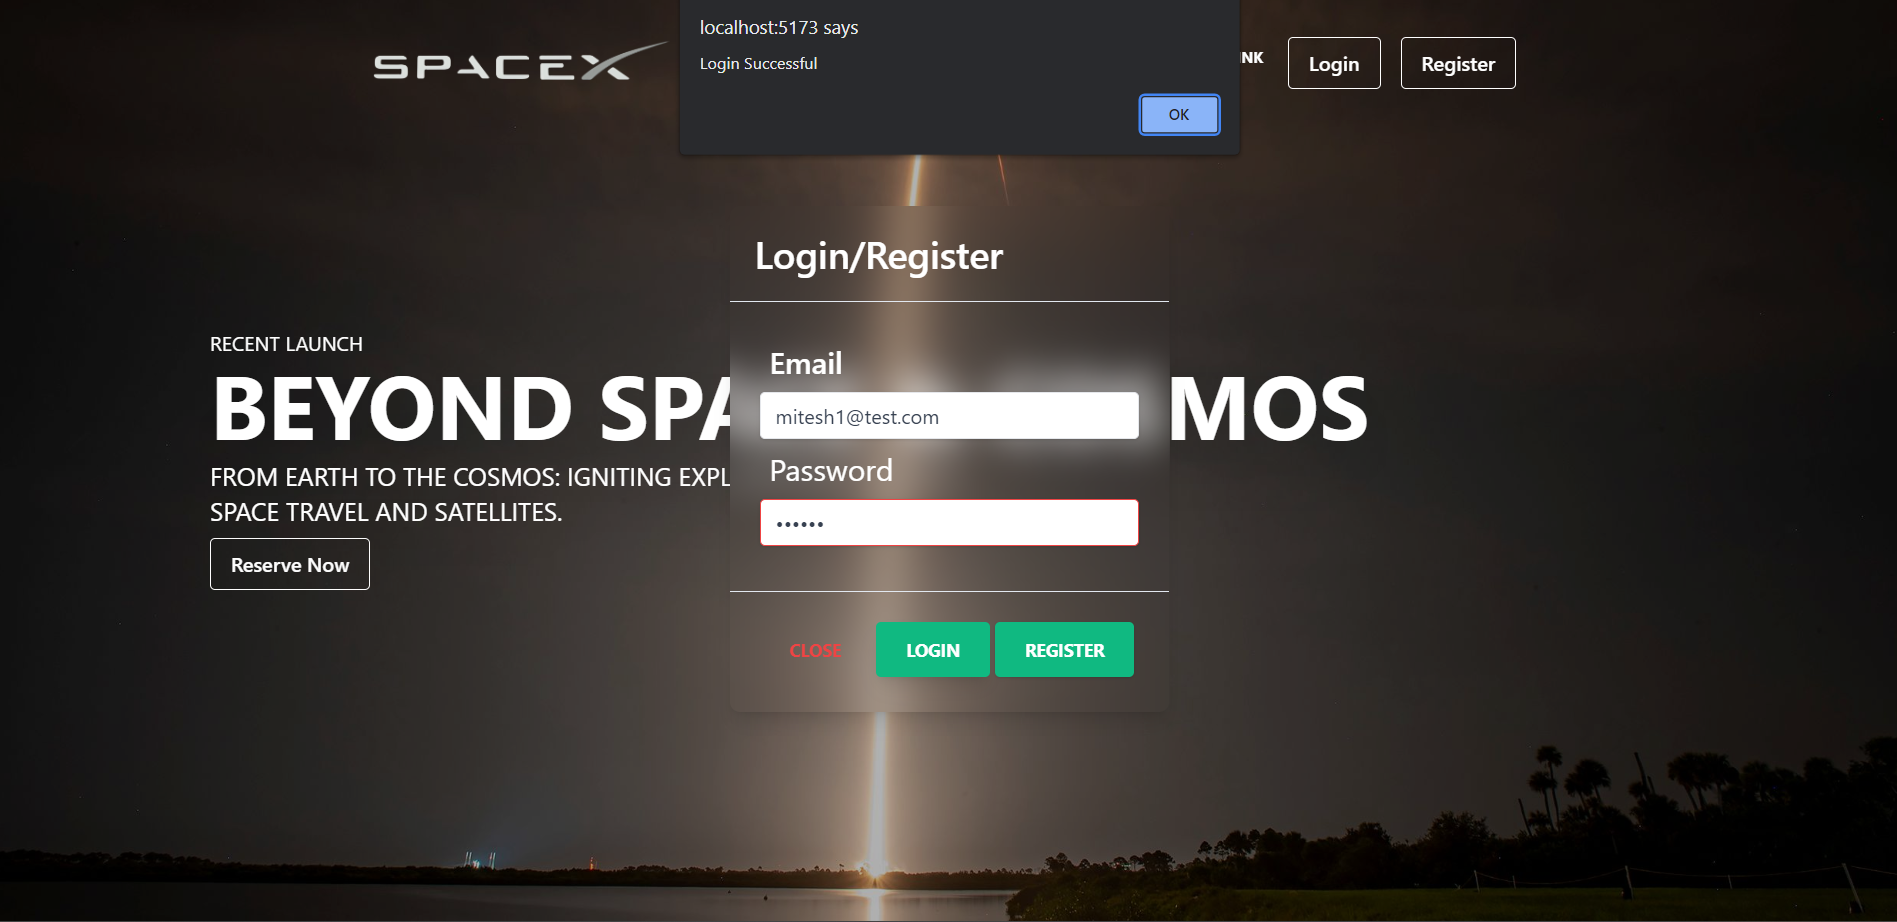 localhost:5173 says
Login Successful
OK
SPACEX
INK
Login
Register
Login/Register
RECENT LAUNCH
BEYOND SPA MOS
FROM EARTH TO THE COSMOS: IGNITING EXPL
SPACE TRAVEL AND SATELLITES.
Reserve Now
Email
mitesh1@test.com
Password
••••••
CLOSE
LOGIN
REGISTER